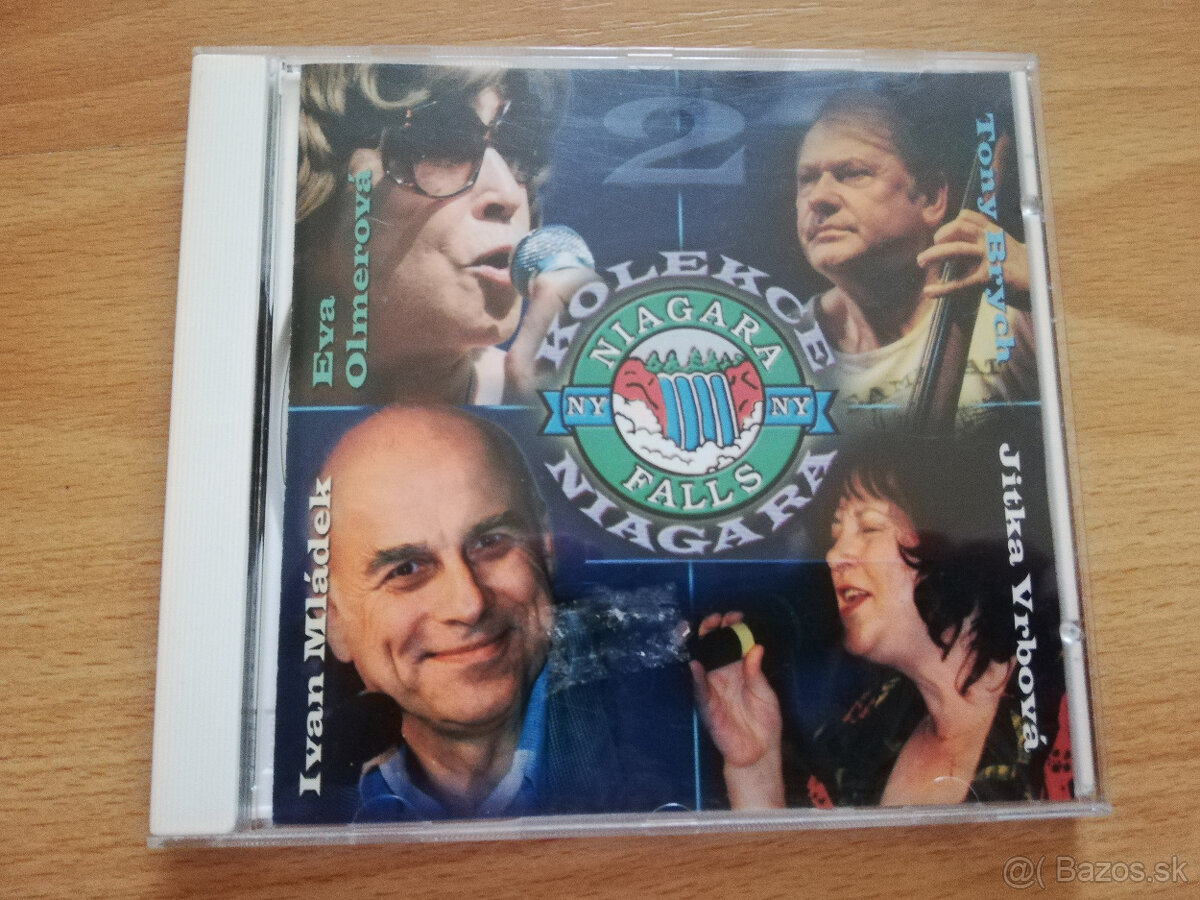 2
Eva
Olmerová
Tony Brych
KOLEKCE
NIAGARA
NY NY
FALLS
NIAGARA
Ivan Mládek
Jitka Vrbová
@( Bazos.sk